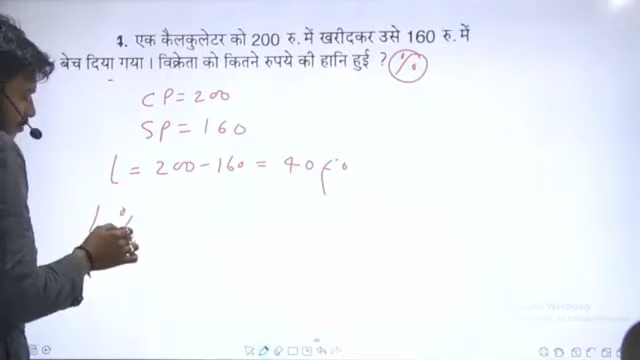 1. एक कैलकुलेटर को 200 रु. में खरीदकर उसे 160 रु. में
बेच दिया गया । विक्रेता को कितने रुपये की हानि हुई ? %
CP = 200
SP = 160
L = 200 - 160 = 40
L %